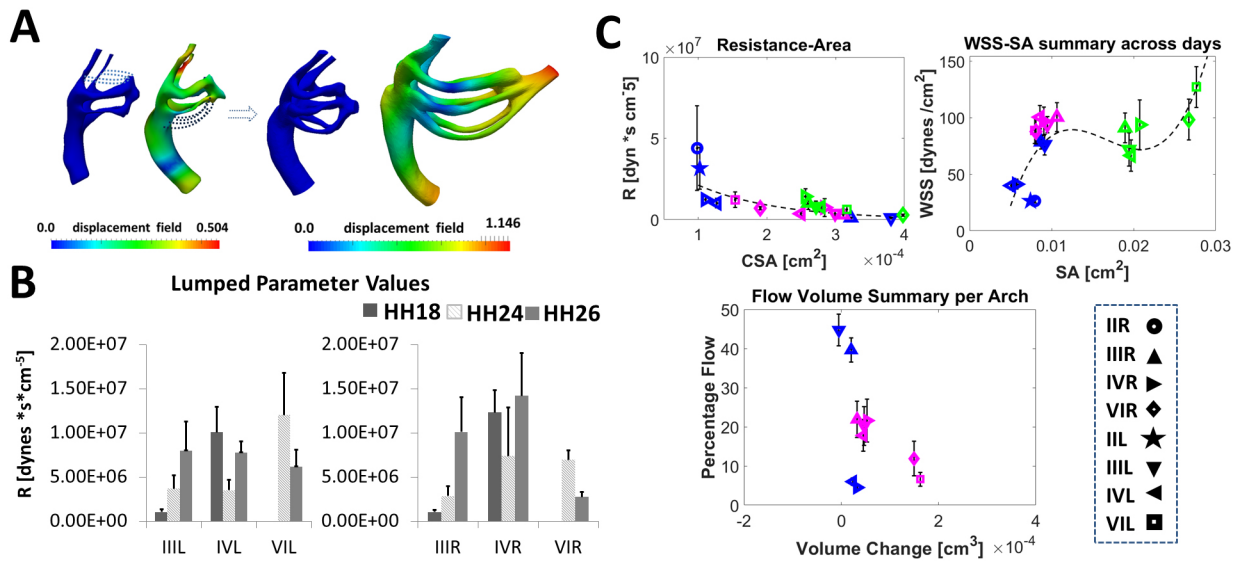 A
0.0 displacement field 0.504
0.0 displacement field 1.146
B
Lumped Parameter Values
HH18 HH24 HH26
R [dynes *s*cm-5]
2.00E+07
1.50E+07
1.00E+07
5.00E+06
0.00E+00
IIIL IVL VIL
2.00E+07
1.50E+07
1.00E+07
5.00E+06
0.00E+00
IIIR IVR VIR
C
Resistance-Area
× 10^7
R [dyn *s cm-5]
10
5
0
1 2 3 4
CSA [cm2] ×10^-4
WSS-SA summary across days
WSS [dynes /cm2]
150
100
50
0
0 0.01 0.02 0.03
SA [cm2]
Flow Volume Summary per Arch
Percentage Flow
50
40
30
20
10
0
-2 0 2 4
Volume Change [cm3] ×10^-4
IIR
IIIR
IVR
VIR
IIL
IIIL
IVL
VIL